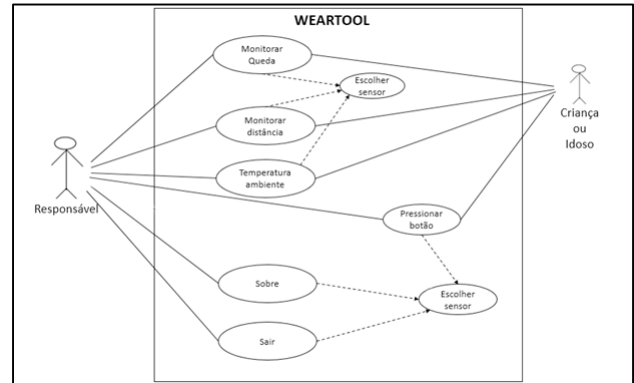 WEARTOOL
Monitorar
Queda
Escolher
sensor
Criança
ou
Idoso
Monitorar
distância
Temperatura
ambiente
Responsável
Pressionar
botão
Sobre
Escolher
sensor
Sair